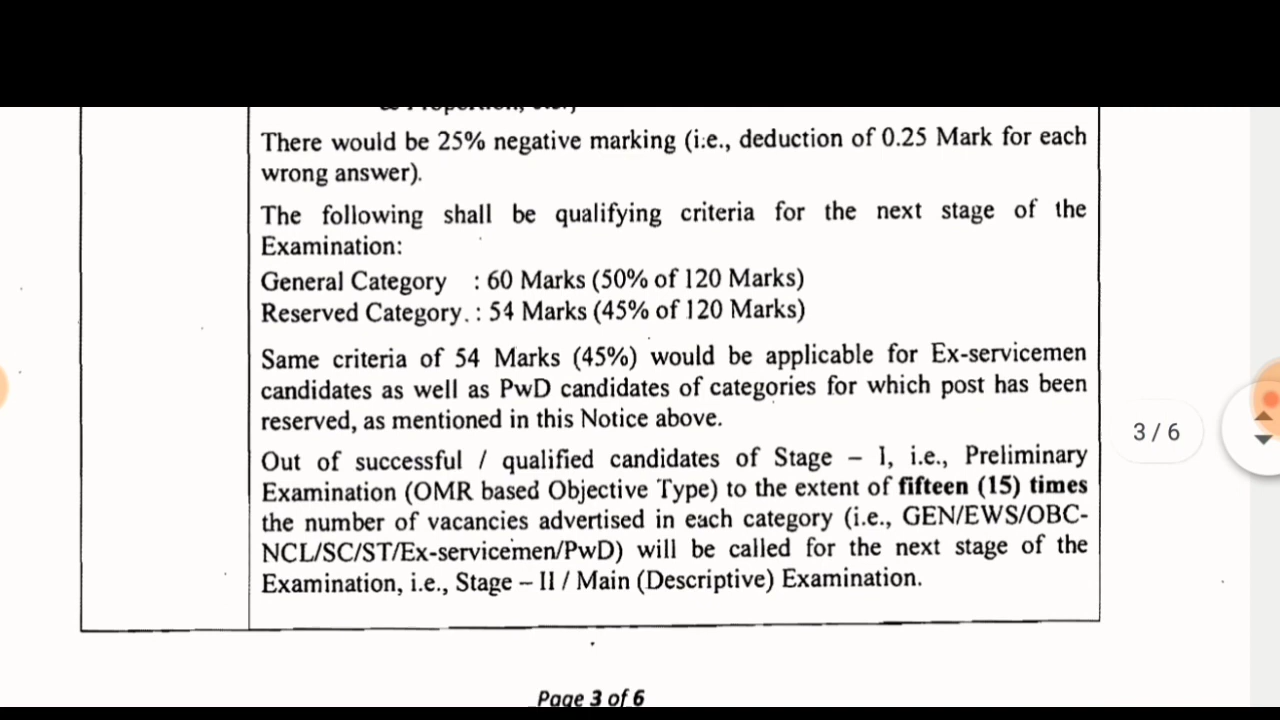 There would be 25% negative marking (i.e., deduction of 0.25 Mark for each
wrong answer).
The following shall be qualifying criteria for the next stage of the
Examination:
General Category : 60 Marks (50% of 120 Marks)
Reserved Category. : 54 Marks (45% of 120 Marks)
Same criteria of 54 Marks (45%) would be applicable for Ex-servicemen
candidates as well as PwD candidates of categories for which post has been
reserved, as mentioned in this Notice above.
Out of successful / qualified candidates of Stage – I, i.e., Preliminary
Examination (OMR based Objective Type) to the extent of fifteen (15) times
the number of vacancies advertised in each category (i.e., GEN/EWS/OBC-
NCL/SC/ST/Ex-servicemen/PwD) will be called for the next stage of the
Examination, i.e., Stage – II / Main (Descriptive) Examination.
3 / 6
Page 3 of 6